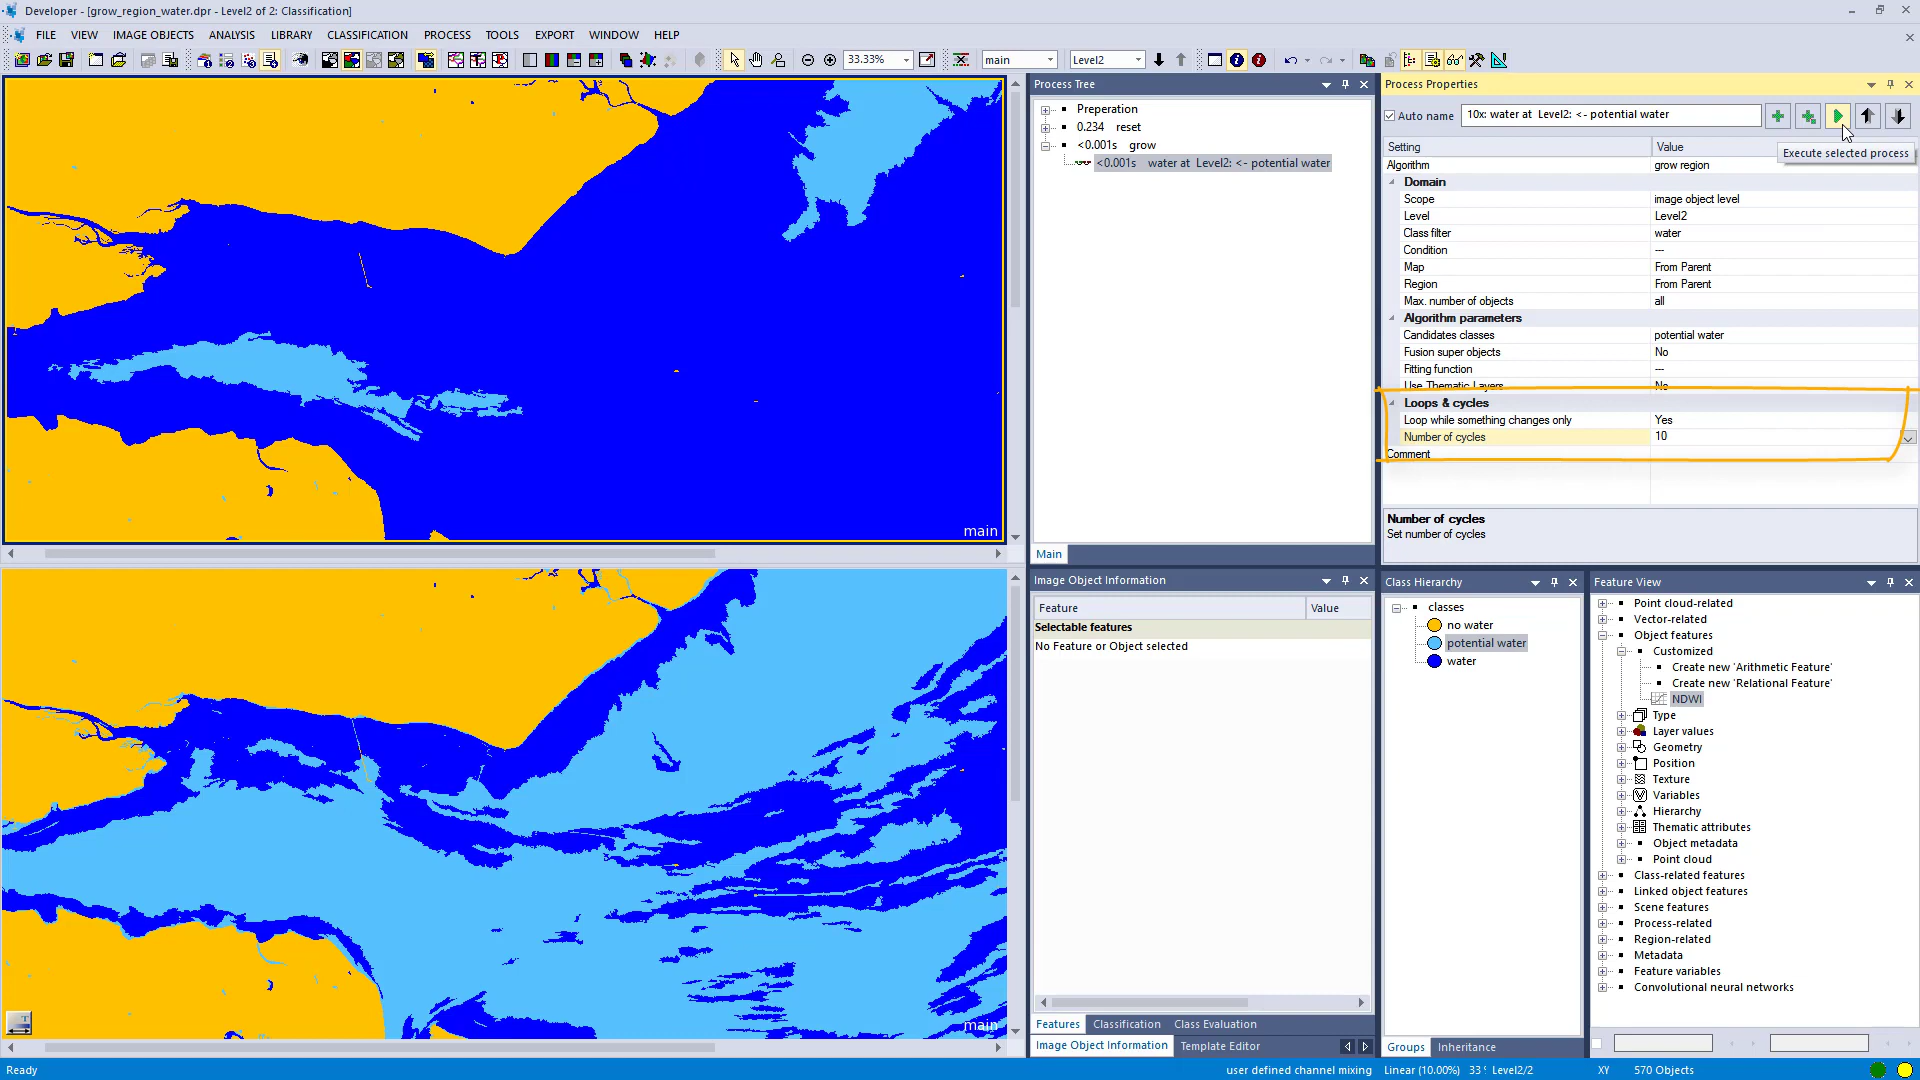 Developer - [grow_region_water.dpr - Level2 of 2: Classification]
FILE VIEW IMAGE OBJECTS ANALYSIS LIBRARY CLASSIFICATION PROCESS TOOLS EXPORT WINDOW HELP
33.33% main Level2
main
main
Process Tree
Preperation
0.234 reset
<0.001s grow
<0.001s water at Level2: <- potential water
Main
Process Properties
Auto name 10x: water at Level2: <- potential water
Setting Value
Execute selected process
Algorithm grow region
Domain
Scope image object level
Level Level2
Class filter water
Condition ---
Map From Parent
Region From Parent
Max. number of objects all
Algorithm parameters
Candidates classes potential water
Fusion super objects No
Fitting function ---
Use Thematic Layers No
Loops & cycles
Loop while something changes only Yes
Number of cycles 10
Comment
Number of cycles
Set number of cycles
Image Object Information
Feature Value
Selectable features
No Feature or Object selected
Features Classification Class Evaluation
Image Object Information Template Editor
Class Hierarchy
classes
no water
potential water
water
Groups Inheritance
Feature View
Point cloud-related
Vector-related
Object features
Customized
Create new 'Arithmetic Feature'
Create new 'Relational Feature'
NDWI
Type
Layer values
Geometry
Position
Texture
Variables
Hierarchy
Thematic attributes
Object metadata
Point cloud
Class-related features
Linked object features
Scene features
Process-related
Region-related
Metadata
Feature variables
Convolutional neural networks
Ready user defined channel mixing Linear (10.00%) 33 Level2/2 XY 570 Objects